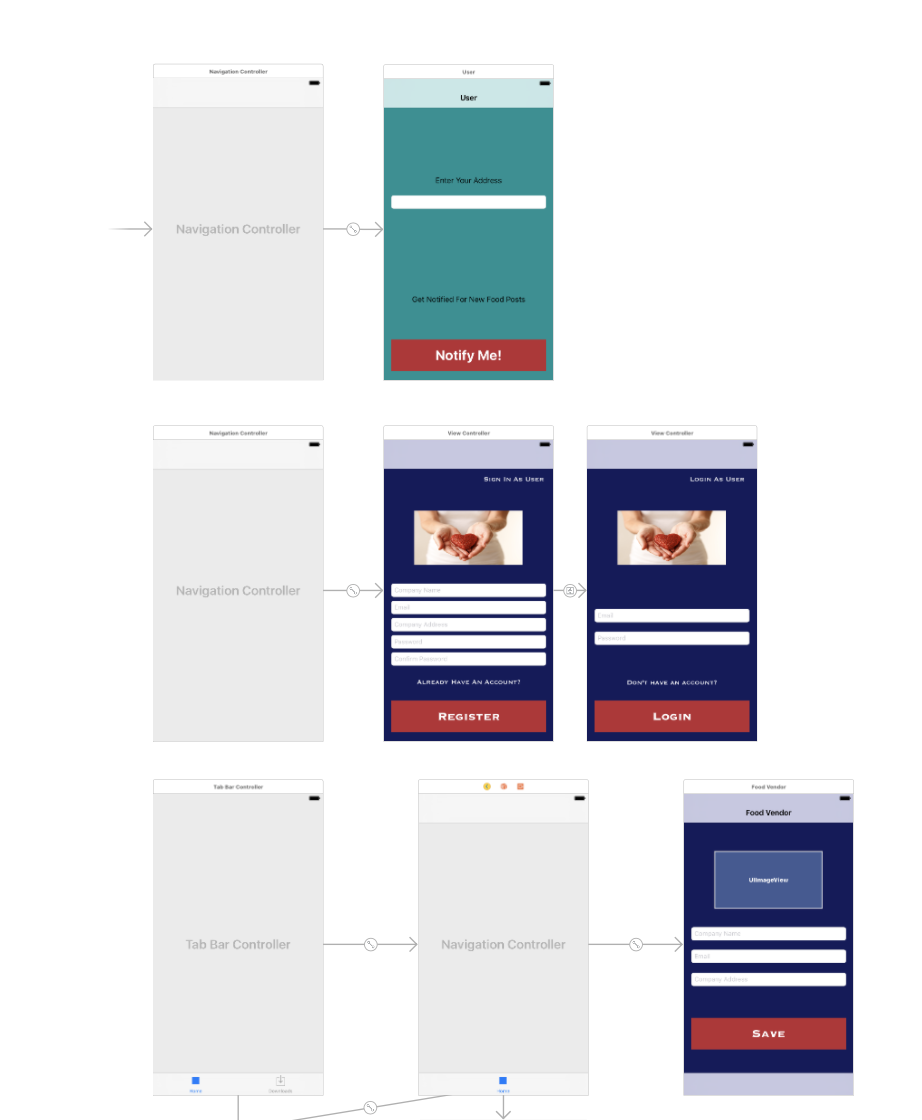 Navigation Controller
User
User
Enter Your Address
Navigation Controller
Get Notified For New Food Posts
Notify Me!
Navigation Controller
View Controller
View Controller
Sign In As User
Login As User
Navigation Controller
Company Name
Email
Company Address
Password
Confirm Password
Email
Password
Already Have An Account?
Don't have an account?
Register
Login
Tab Bar Controller
Food Vendor
Food Vendor
UIImageView
Company Name
Tab Bar Controller
Navigation Controller
Email
Company Address
Save
Home
Downloads
Home